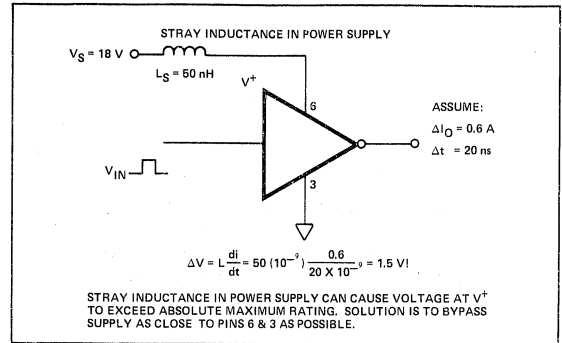 STRAY INDUCTANCE IN POWER SUPPLY
V_S = 18 V
L_S = 50 nH
V⁺
6
ASSUME:
ΔI_O = 0.6 A
Δt = 20 ns
V_IN
3
ΔV = L di/dt = 50 (10⁻⁹) 0.6/20 X 10⁻⁹ = 1.5 V!
STRAY INDUCTANCE IN POWER SUPPLY CAN CAUSE VOLTAGE AT V⁺
TO EXCEED ABSOLUTE MAXIMUM RATING. SOLUTION IS TO BYPASS
SUPPLY AS CLOSE TO PINS 6 & 3 AS POSSIBLE.